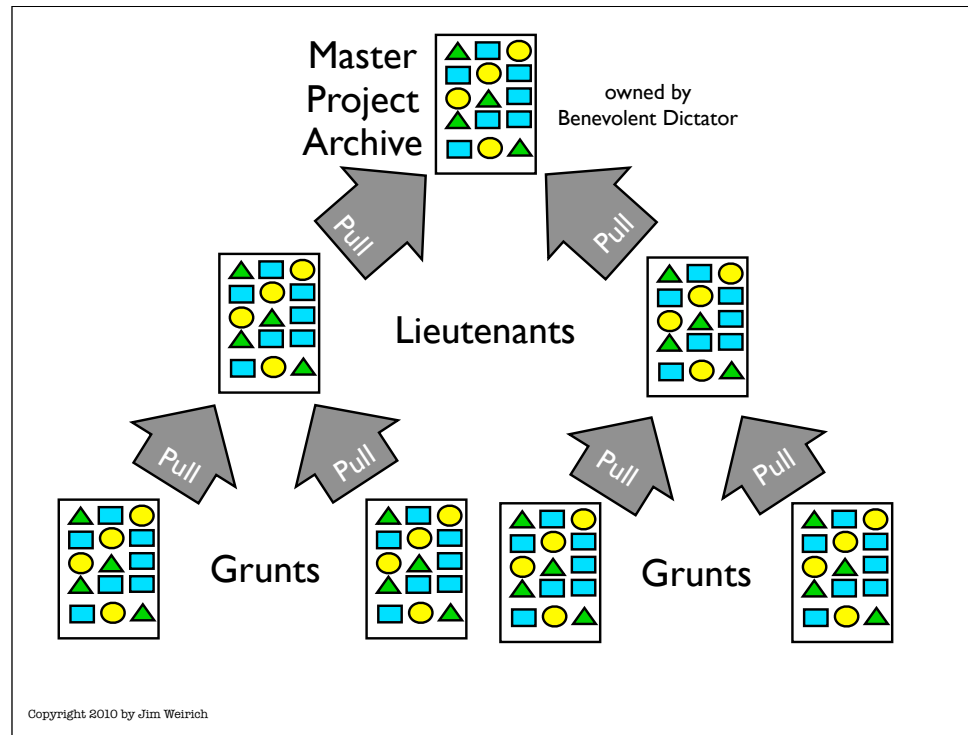 Master
Project
Archive
owned by
Benevolent Dictator
Pull
Pull
Lieutenants
Pull
Pull
Pull
Pull
Grunts
Grunts
Copyright 2010 by Jim Weirich